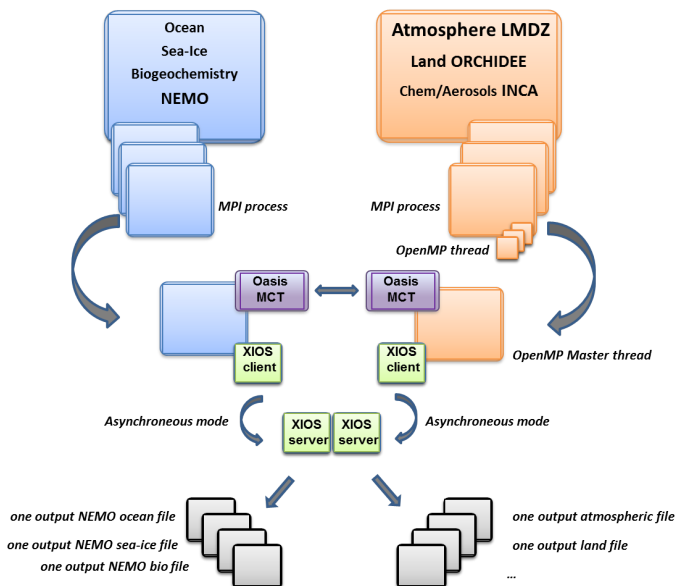 Ocean
Sea-Ice
Biogeochemistry
NEMO
Atmosphere LMDZ
Land ORCHIDEE
Chem/Aerosols INCA
MPI process
MPI process
OpenMP thread
Oasis
MCT
Oasis
MCT
XIOS
client
XIOS
client
OpenMP Master thread
Asynchroneous mode
XIOS
server
XIOS
server
Asynchroneous mode
one output NEMO ocean file
one output NEMO sea-ice file
one output NEMO bio file
one output atmospheric file
one output land file
...